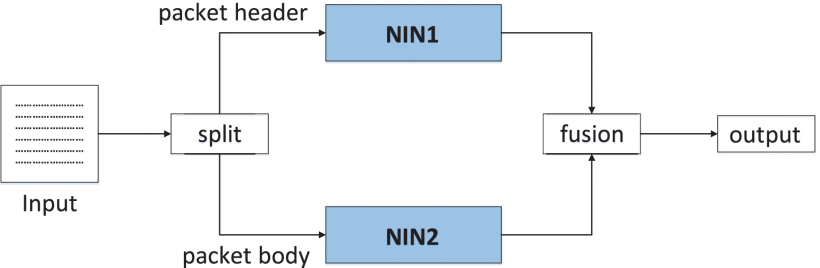 packet header
NIN1
split
fusion
output
Input
NIN2
packet body